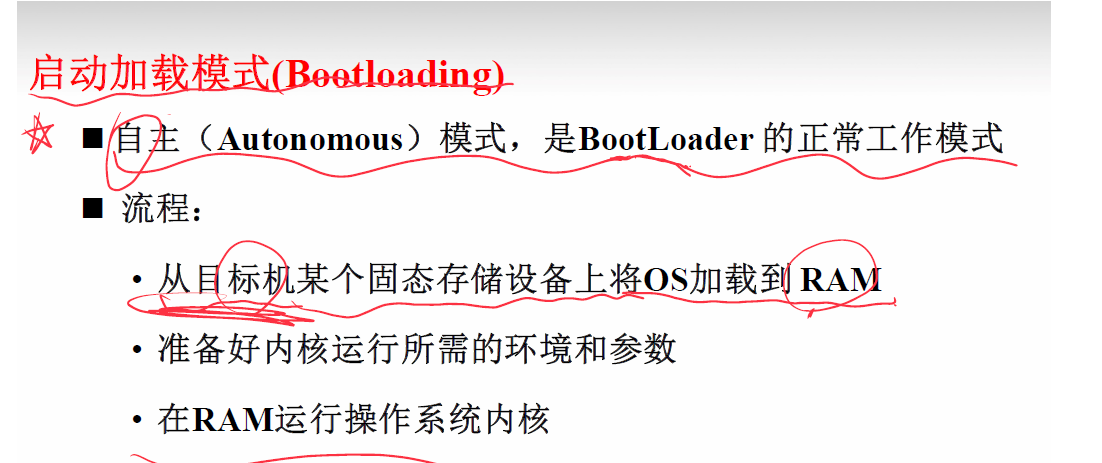 启动加载模式(Bootloading)
■自主（Autonomous）模式，是BootLoader 的正常工作模式
■ 流程：
• 从目标机某个固态存储设备上将OS加载到RAM
• 准备好内核运行所需的环境和参数
• 在RAM运行操作系统内核